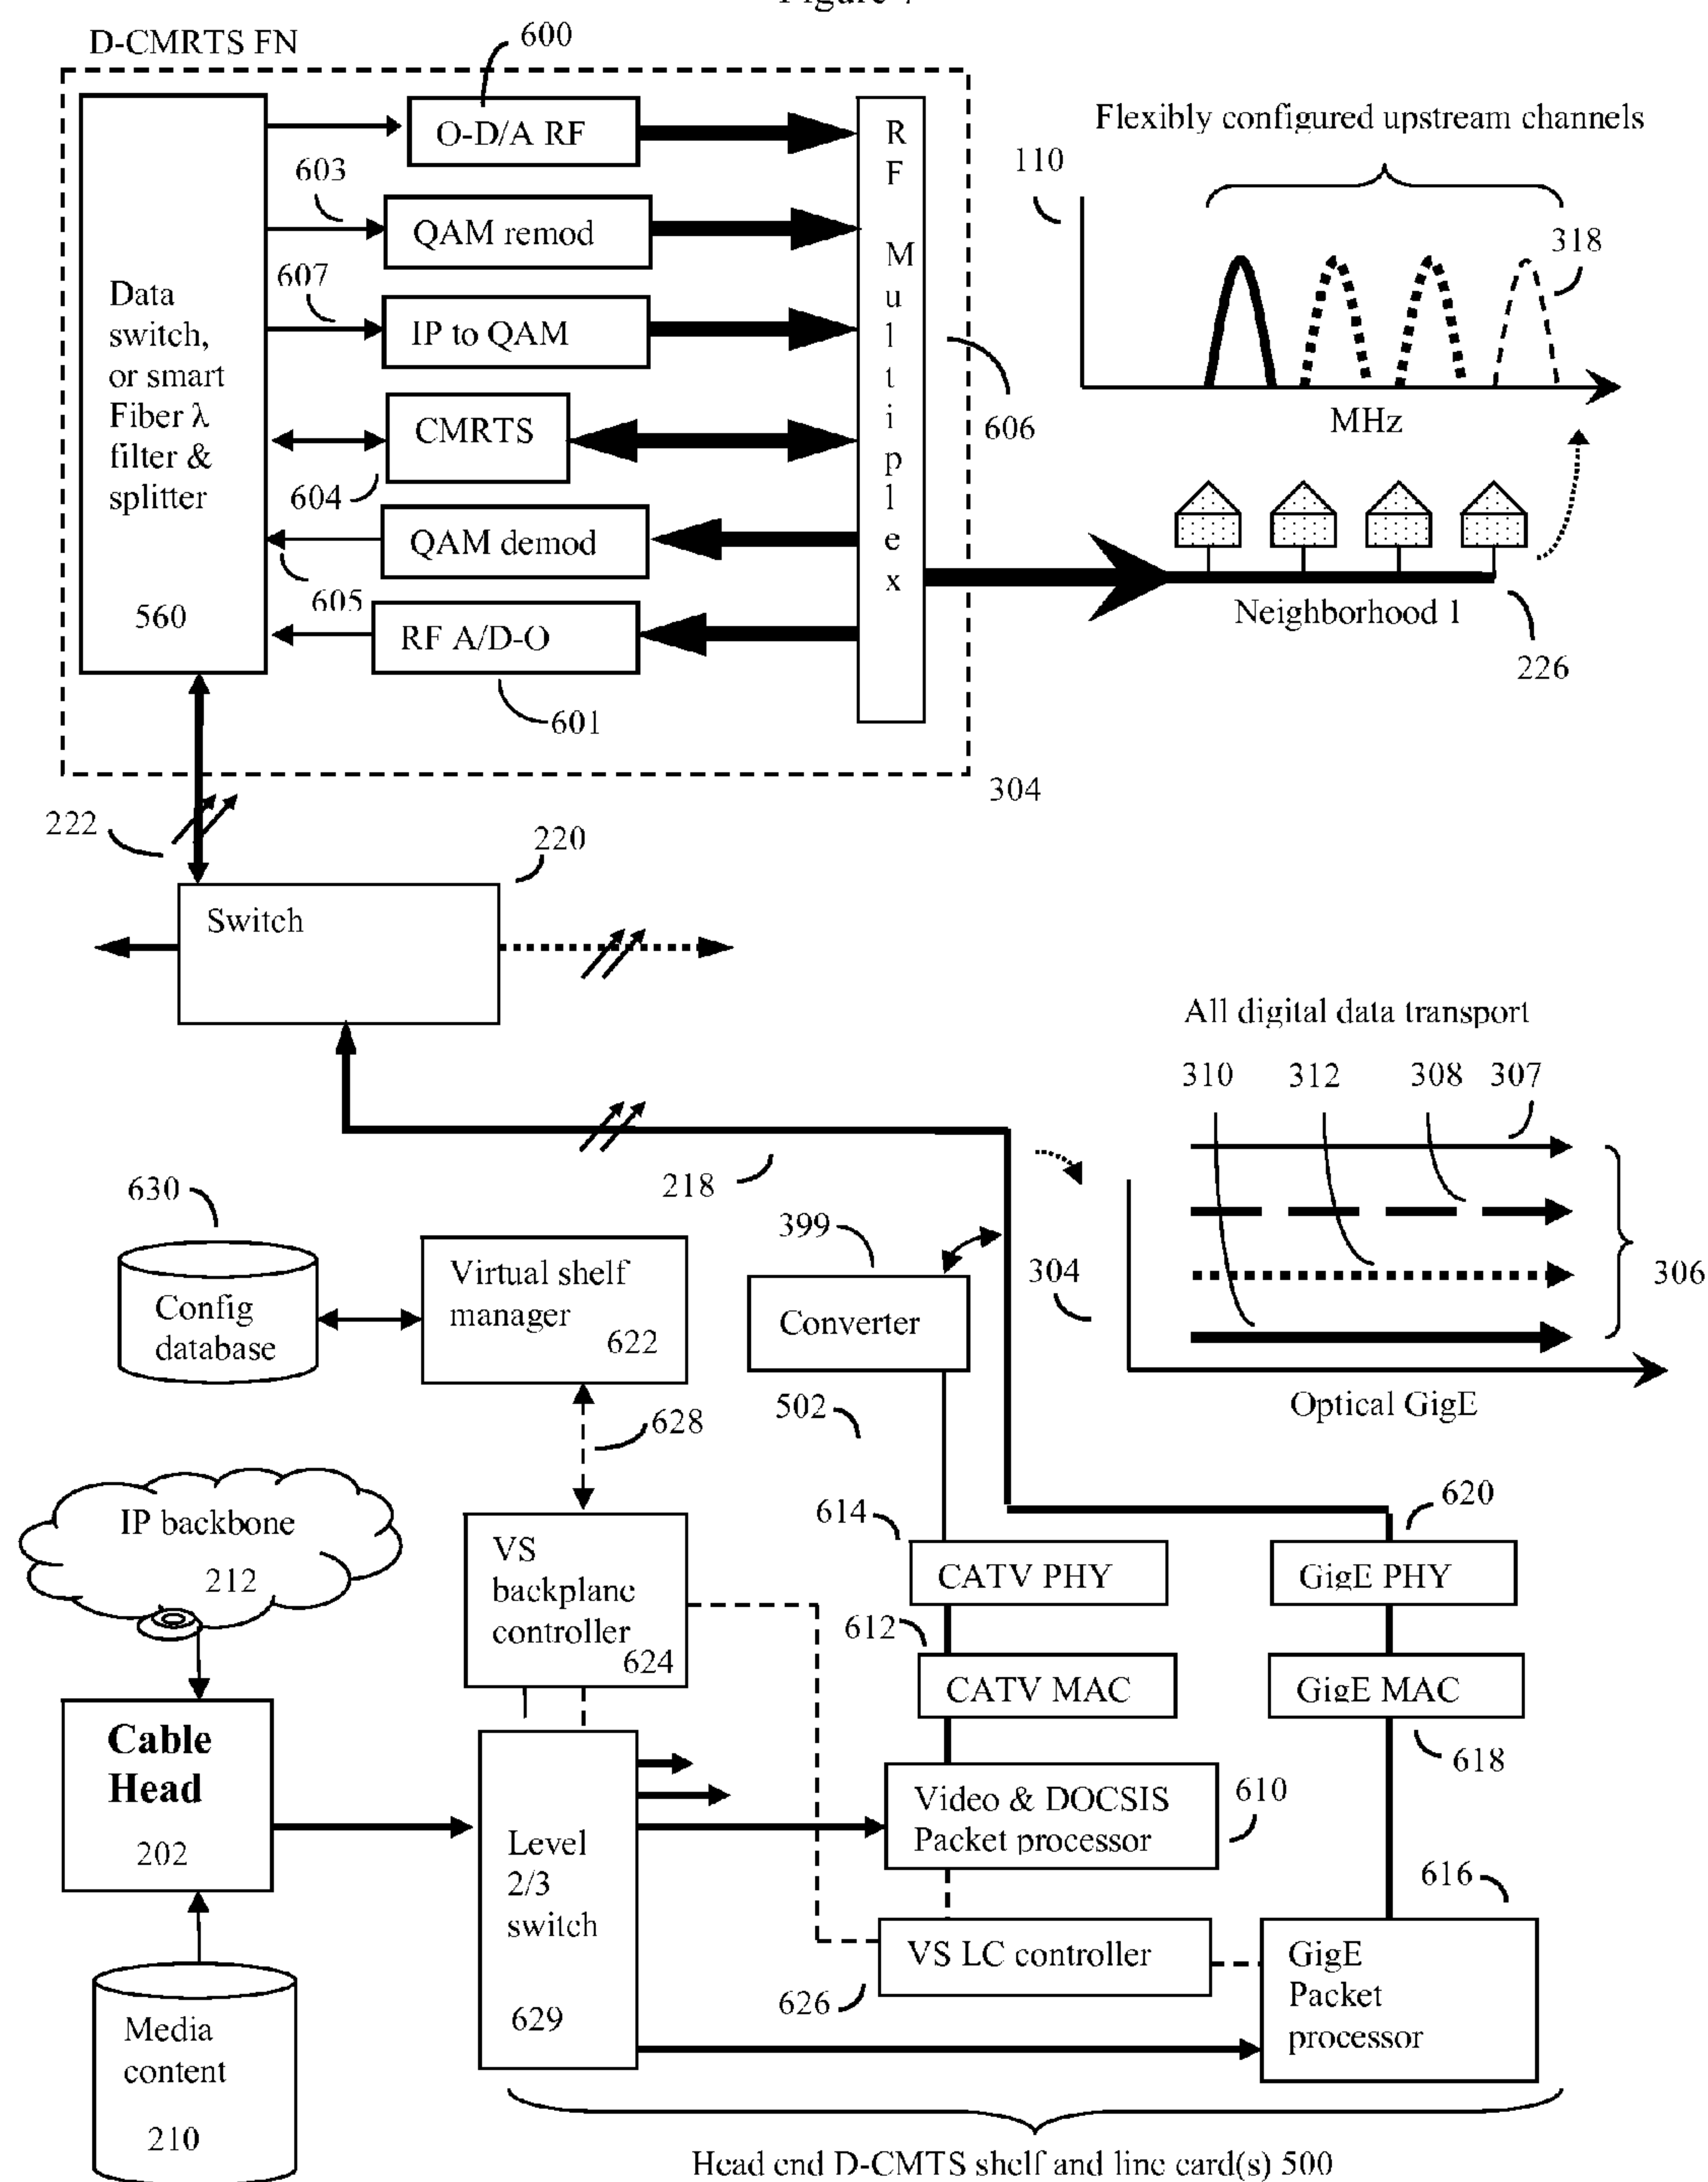 D-CMRTS FN
600
O-D/A RF
603
QAM remod
607
IP to QAM
CMRTS
604
QAM demod
605
RF A/D-O
601
Data
switch,
or smart
Fiber λ
filter &
splitter
560
RF Multiplex
606
304
Flexibly configured upstream channels
110
318
MHz
Neighborhood 1
226
222
220
Switch
All digital data transport
310
312
308
307
306
304
Optical GigE
218
630
Config
database
Virtual shelf
manager
622
399
Converter
502
628
IP backbone
212
VS
backplane
controller
624
614
CATV PHY
620
GigE PHY
612
CATV MAC
GigE MAC
618
Cable
Head
202
Level
2/3
switch
629
Video & DOCSIS
Packet processor
610
616
VS LC controller
626
GigE
Packet
processor
Media
content
210
Head end D-CMTS shelf and line card(s) 500